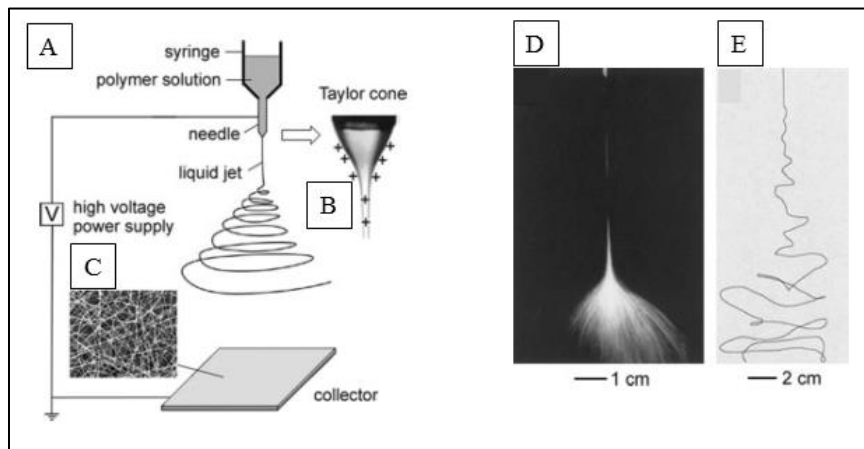 A
syringe
polymer solution
needle
liquid jet
V
high voltage
power supply
Taylor cone
+ + + + + + + +
B
C
collector
D
1 cm
E
2 cm